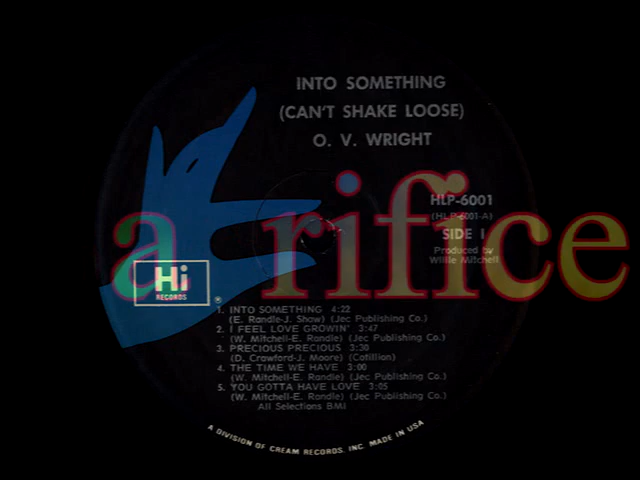 INTO SOMETHING
(CAN'T SHAKE LOOSE)
O. V. WRIGHT
HLP-6001
(HLP-6001-A)
SIDE 1
Produced by
Willie Mitchell
a rifice
Hi
RECORDS
®
1. INTO SOMETHING 4:22
(E. Randle-J. Shaw) (Jec Publishing Co.)
2. I FEEL LOVE GROWIN' 3:47
(W. Mitchell-E. Randle) (Jec Publishing Co.)
3. PRECIOUS PRECIOUS 3:30
(D. Crawford-J. Moore) (Cotillion)
4. THE TIME WE HAVE 3:00
(W. Mitchell-E. Randle) (Jec Publishing Co.)
5. YOU GOTTA HAVE LOVE 3:05
(W. Mitchell-E. Randle) (Jec Publishing Co.)
All Selections BMI
A DIVISION OF CREAM RECORDS, INC. MADE IN USA